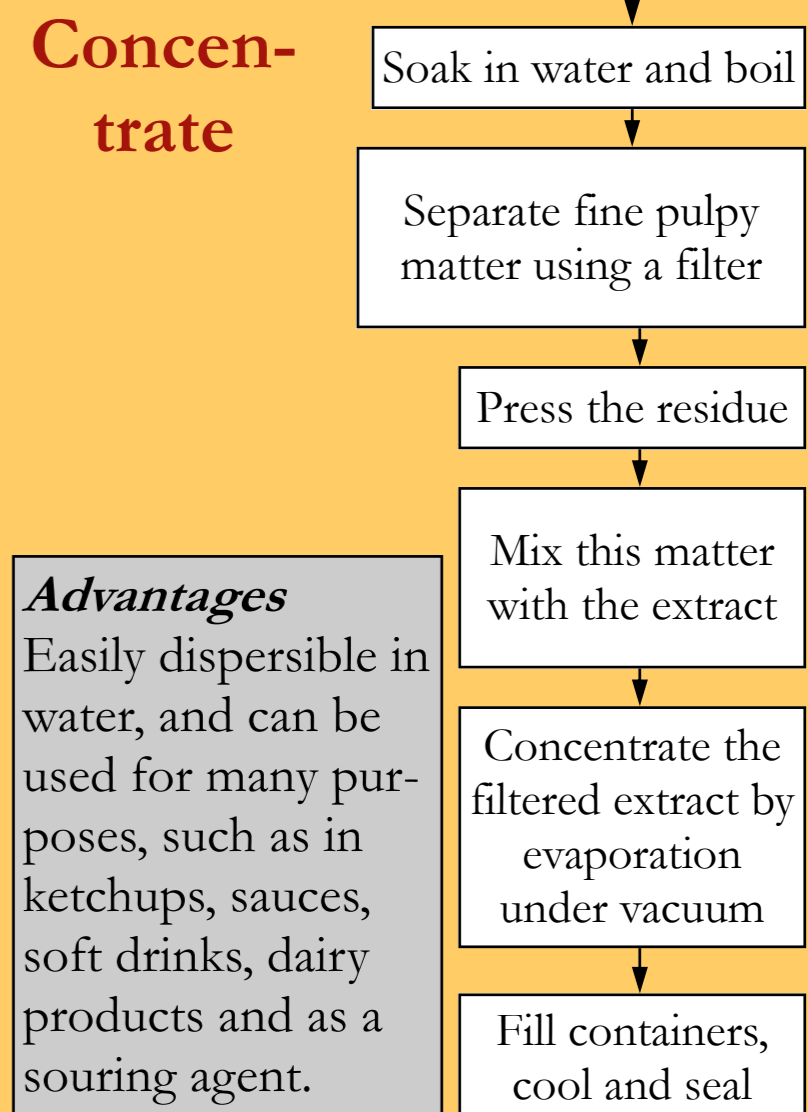 Concen-
trate
Soak in water and boil
Separate fine pulpy
matter using a filter
Press the residue
Mix this matter
with the extract
Concentrate the
filtered extract by
evaporation
under vacuum
Fill containers,
cool and seal
Advantages
Easily dispersible in
water, and can be
used for many pur-
poses, such as in
ketchups, sauces,
soft drinks, dairy
products and as a
souring agent.